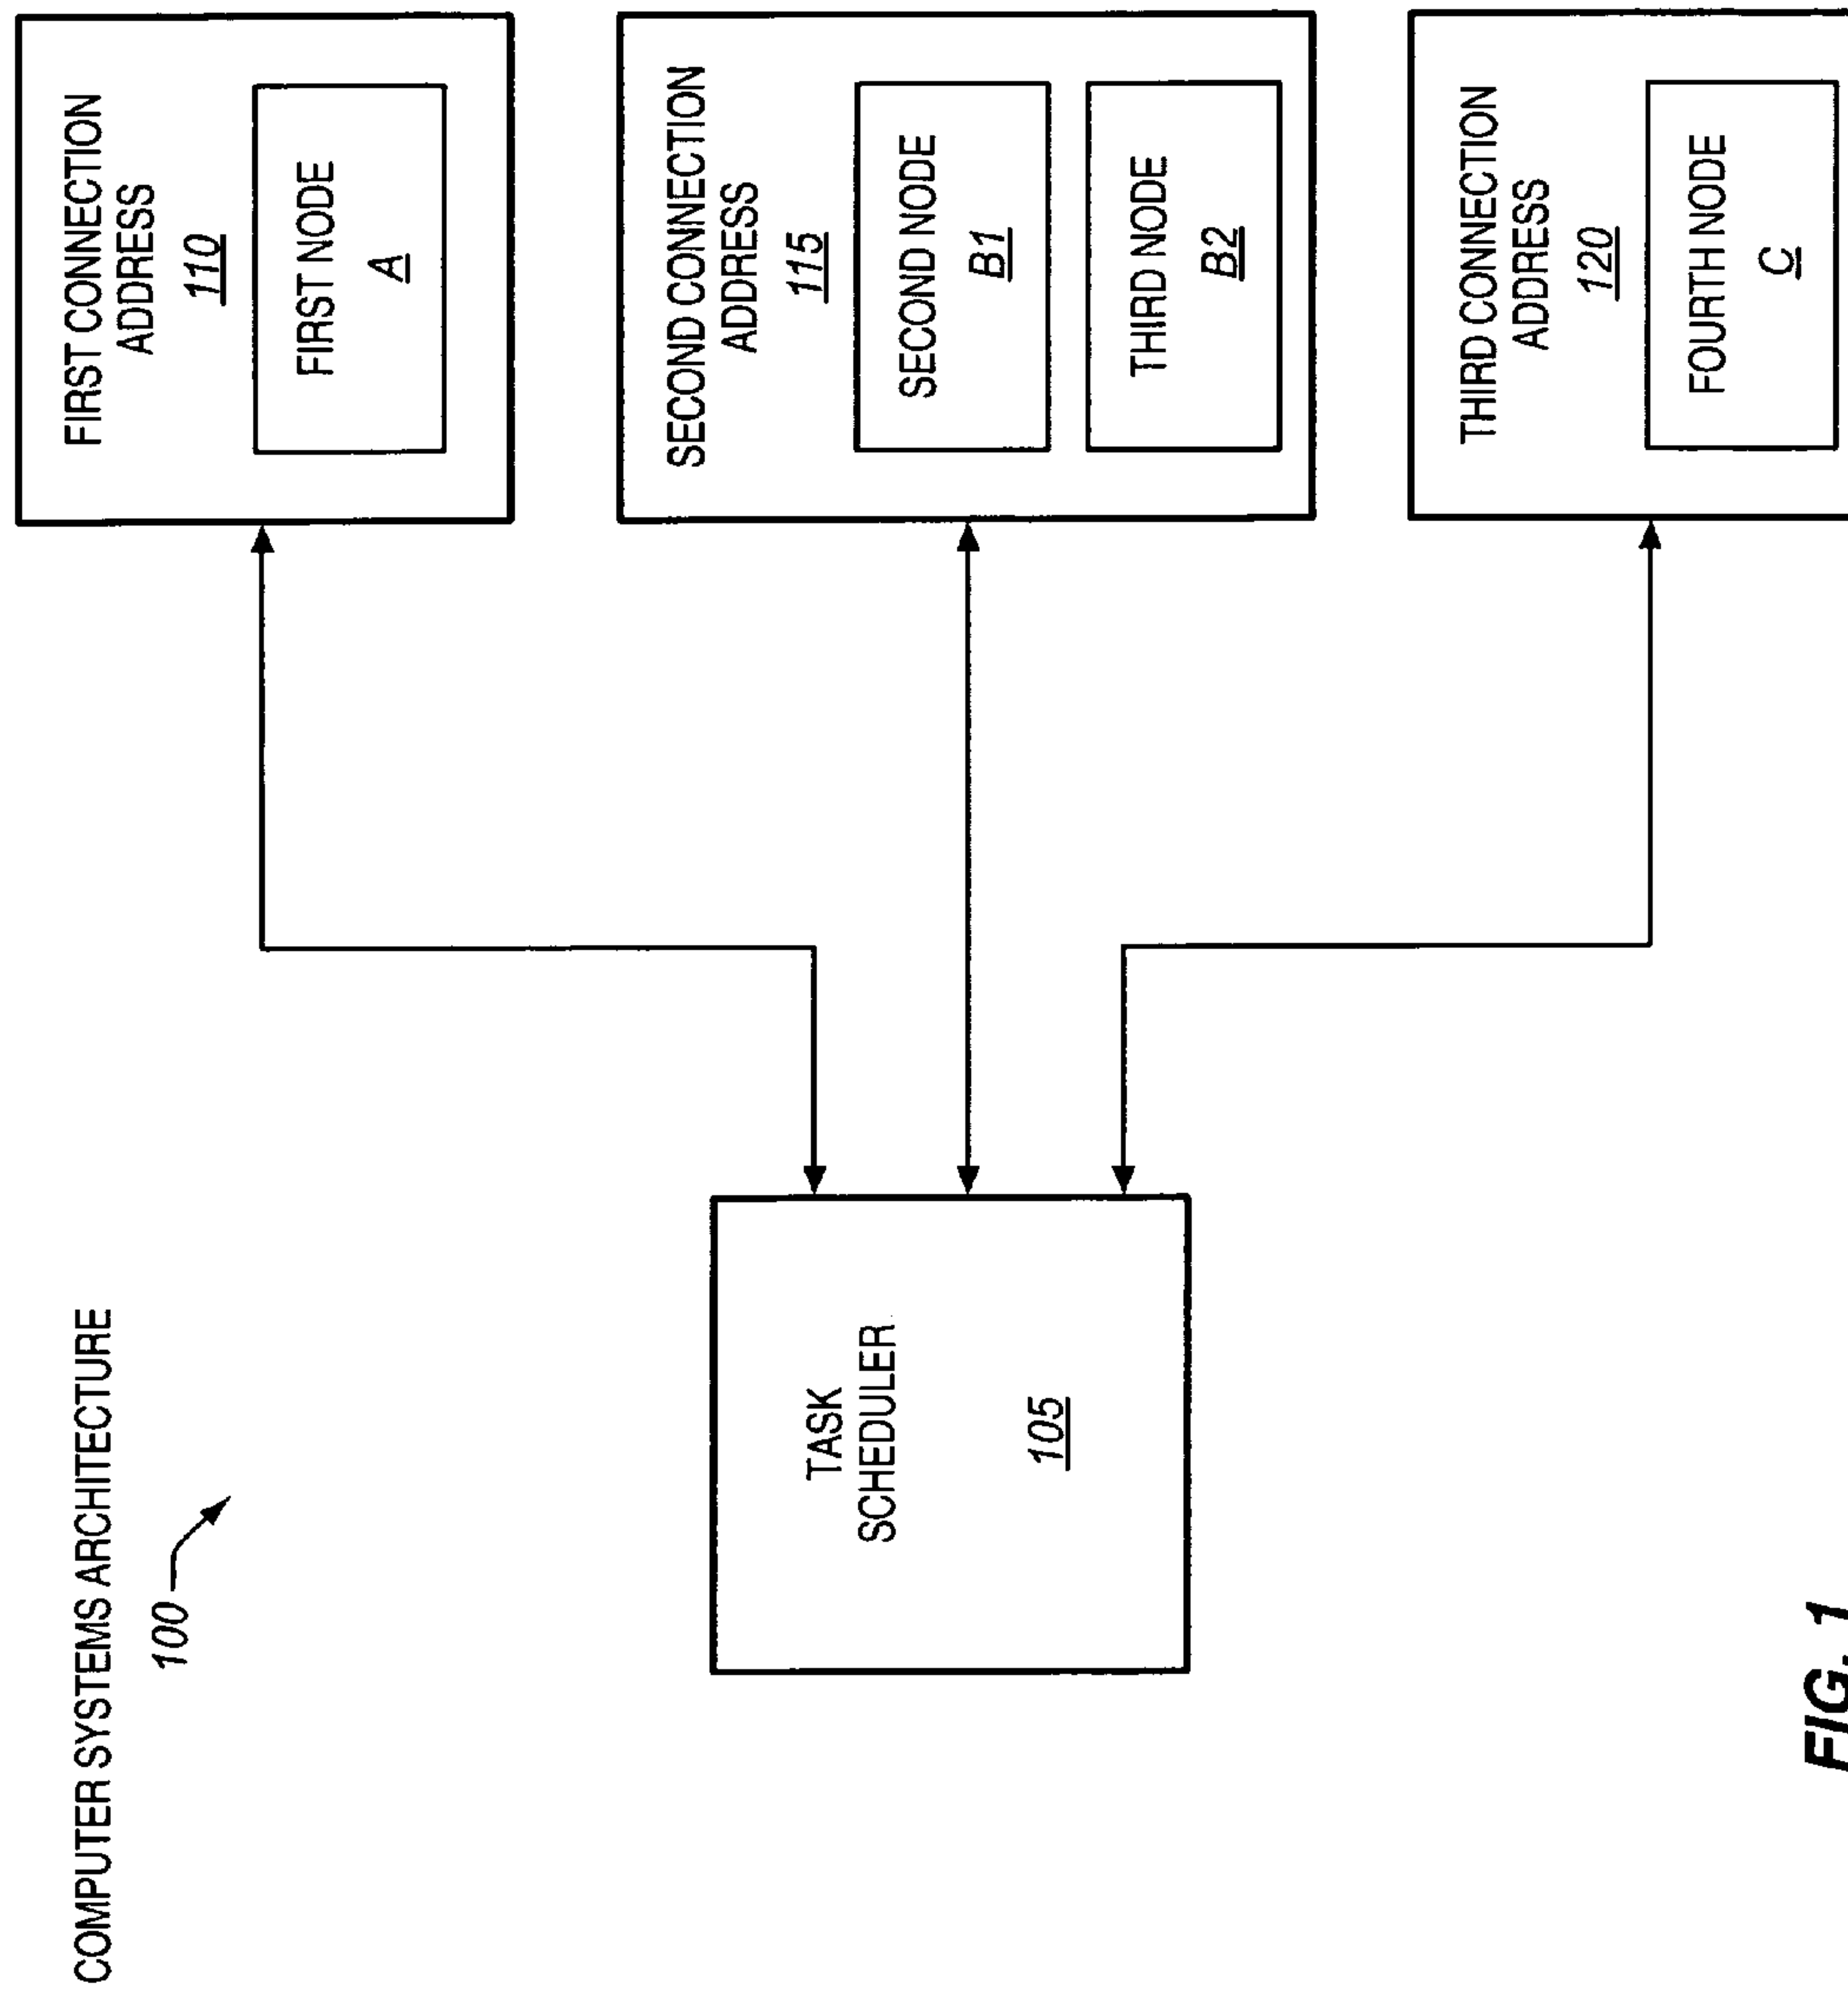 COMPUTER SYSTEMS ARCHITECTURE
100
TASK
SCHEDULER
105
FIRST CONNECTION
ADDRESS
110
FIRST NODE
A
SECOND CONNECTION
ADDRESS
115
SECOND NODE
B1
THIRD NODE
B2
THIRD CONNECTION
ADDRESS
120
FOURTH NODE
C
FIG. 1